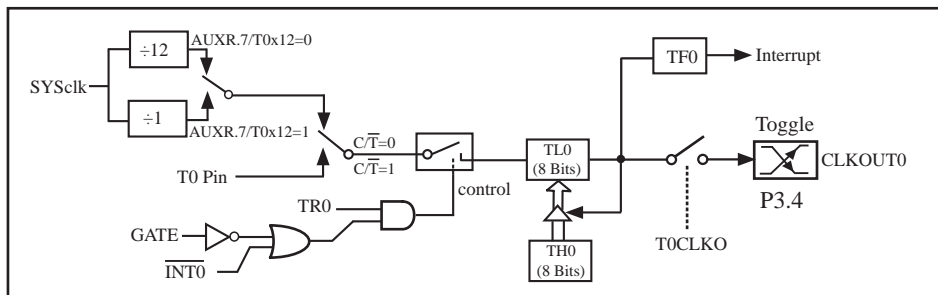 AUXR.7/T0x12=0
÷12
SYSclk
÷1
AUXR.7/T0x12=1
C/T̅=0
C/T̅=1
T0 Pin
control
TR0
GATE
I̅N̅T̅0̅
TL0
(8 Bits)
TH0
(8 Bits)
TF0
Interrupt
Toggle
CLKOUT0
P3.4
T0CLKO